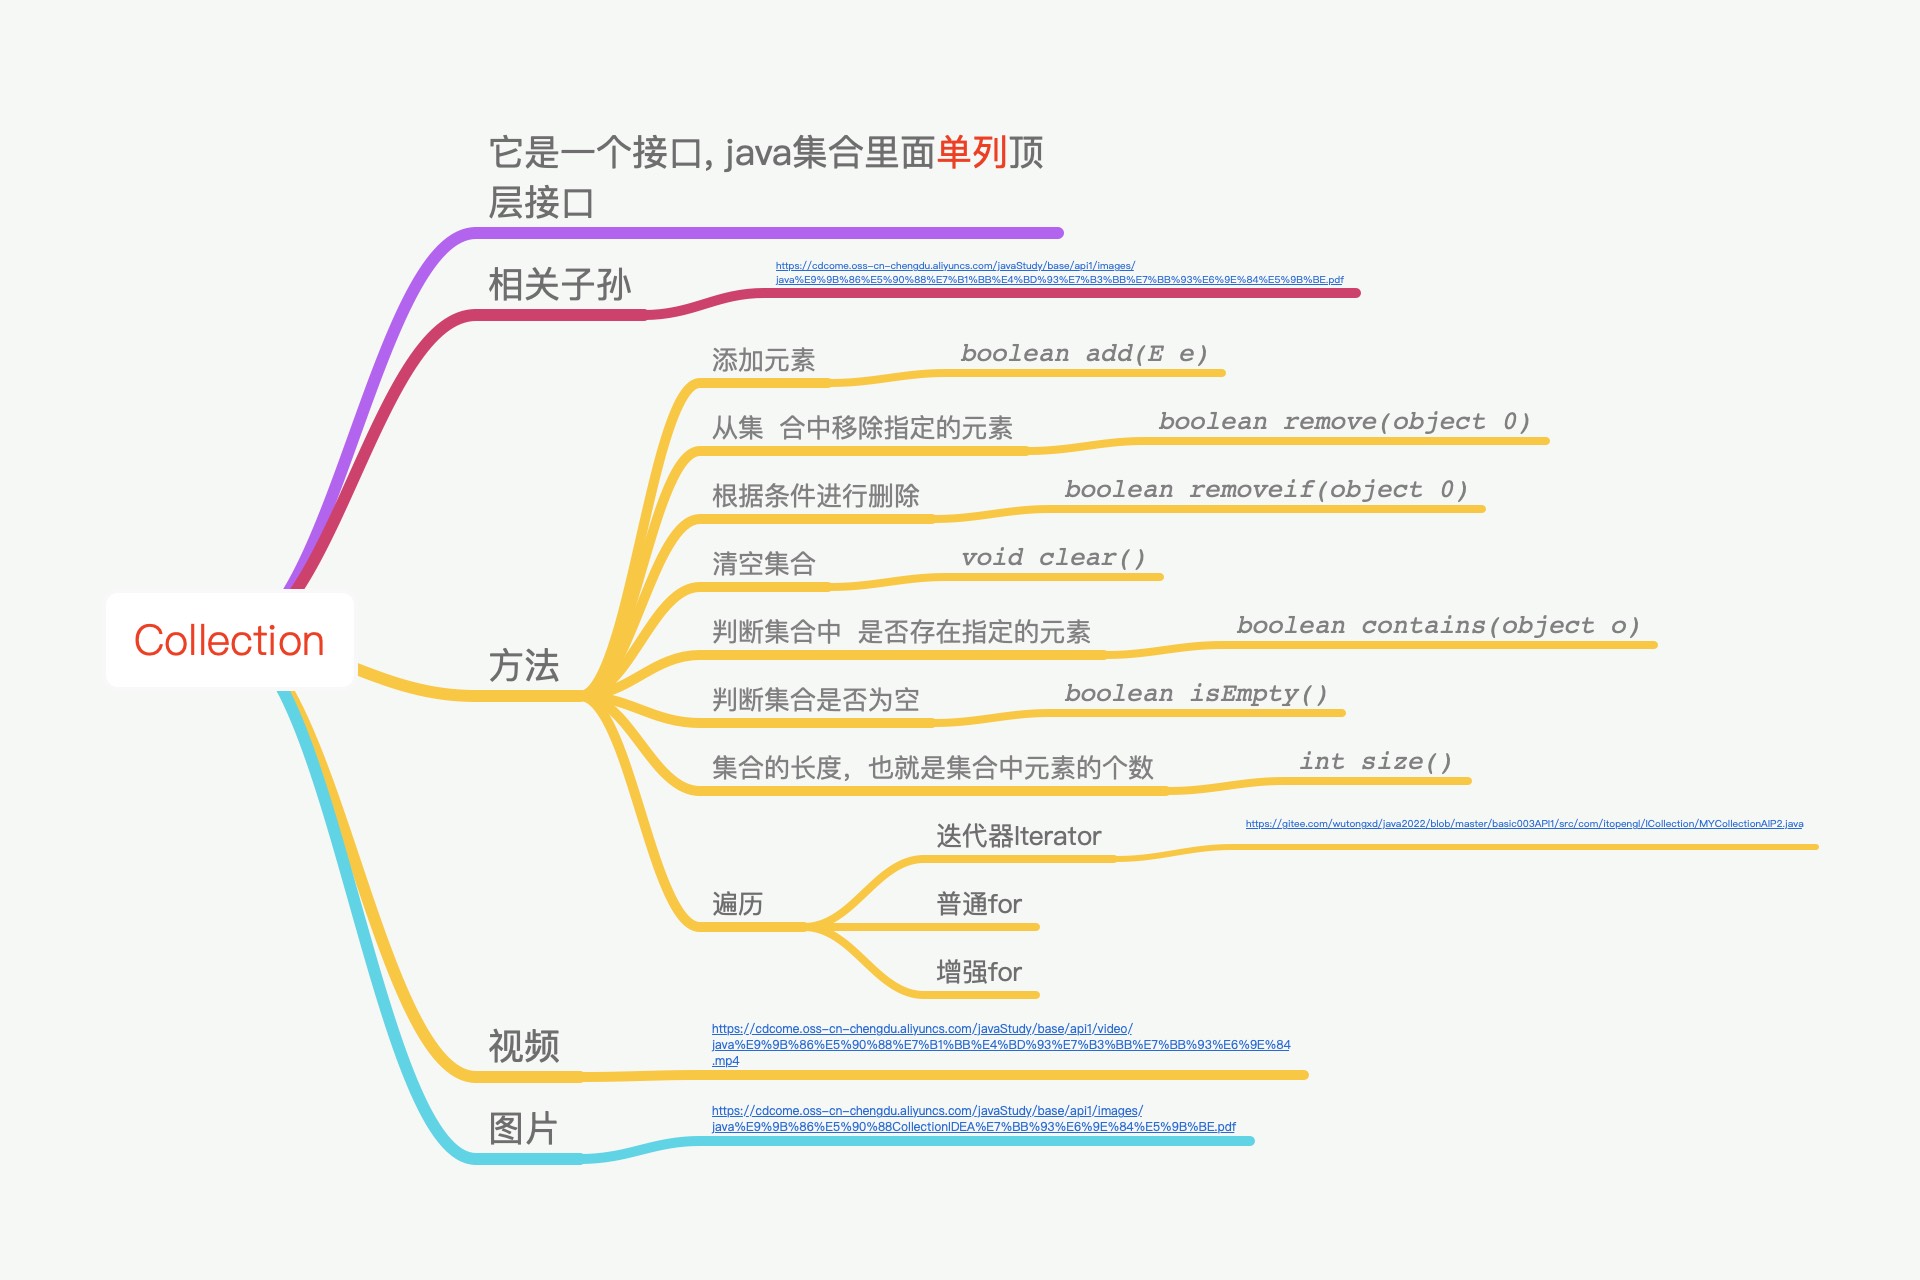 它是一个接口, java集合里面单列顶
层接口
相关子孙
https://cdcome.oss-cn-chengdu.aliyuncs.com/javaStudy/base/api1/images/
java%E9%9B%86%E5%90%88%E7%B1%BB%E4%BD%93%E7%B3%BB%E7%BB%93%E6%9E%84%E5%9B%BE.pdf
添加元素
boolean add(E e)
从集 合中移除指定的元素
boolean remove(object 0)
根据条件进行删除
boolean removeif(object 0)
清空集合
void clear()
Collection
方法
判断集合中 是否存在指定的元素
boolean contains(object o)
判断集合是否为空
boolean isEmpty()
集合的长度，也就是集合中元素的个数
int size()
遍历
迭代器Iterator
https://gitee.com/wutongxd/java2022/blob/master/basic003API1/src/com/itopengl/ICollection/MYCollectionAIP2.java
普通for
增强for
视频
https://cdcome.oss-cn-chengdu.aliyuncs.com/javaStudy/base/api1/video/
java%E9%9B%86%E5%90%88%E7%B1%BB%E4%BD%93%E7%B3%BB%E7%BB%93%E6%9E%84
.mp4
图片
https://cdcome.oss-cn-chengdu.aliyuncs.com/javaStudy/base/api1/images/
java%E9%9B%86%E5%90%88CollectionIDEA%E7%BB%93%E6%9E%84%E5%9B%BE.pdf